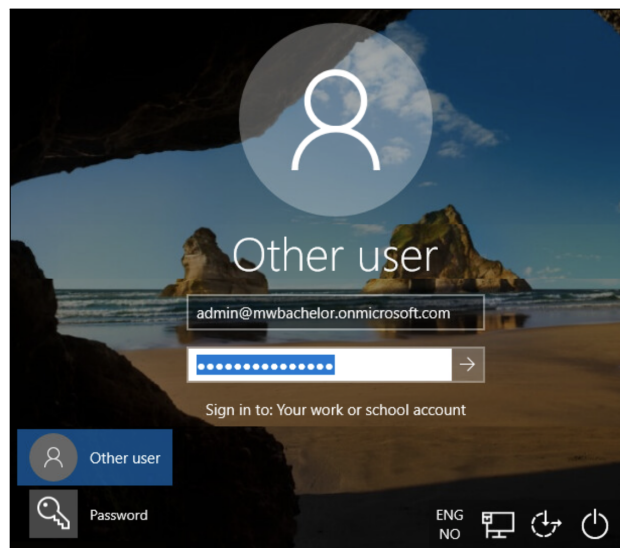 Other user
admin@mwbachelor.onmicrosoft.com
•••••••••••••••
Sign in to: Your work or school account
Other user
Password
ENG
NO